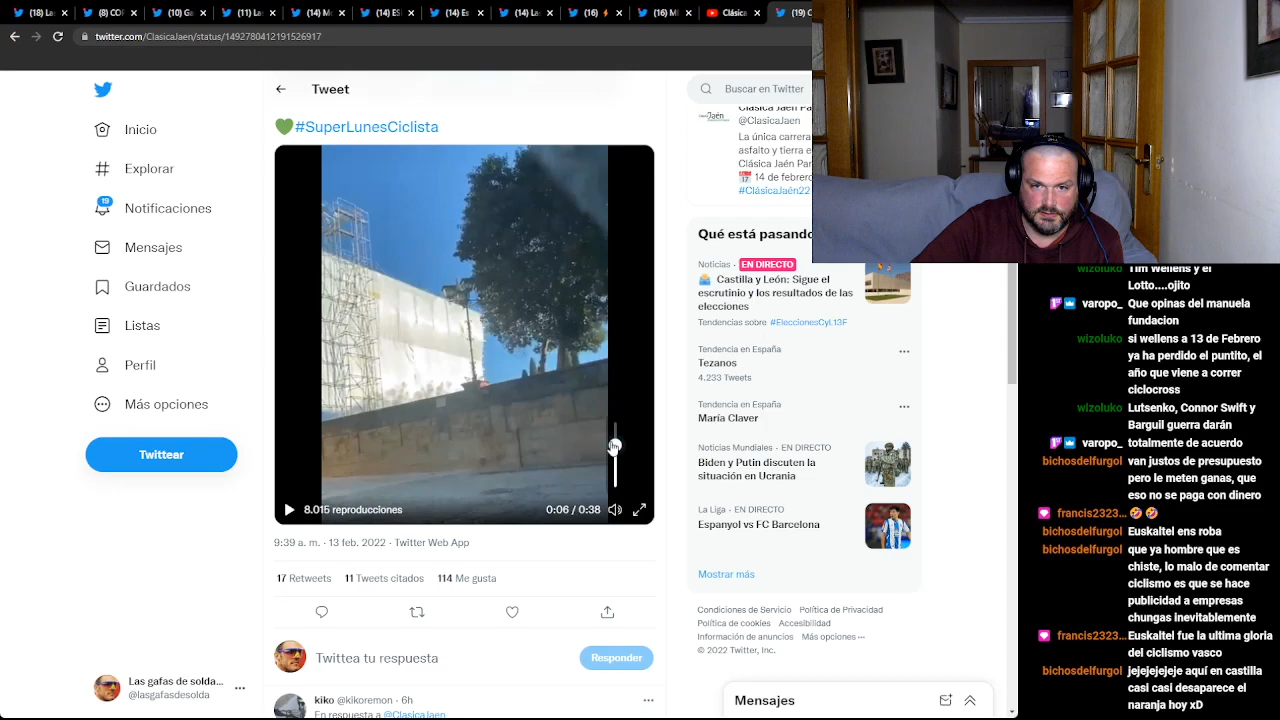 (18) Las
(8) CO
(10) Ga
(11) Las
(14) Me
(14) ESi
(14) Es
(14) Las
(16)
(16) Mi
Clásica
(19) C
twitter.com/ClasicaJaen/status/1492780412191526917
Tweet
Buscar en Twitter
#SuperLunesCiclista
Inicio
Explorar
19
Notificaciones
Mensajes
Guardados
Listas
Perfil
Más opciones
Twittear
8.015 reproducciones
0:06 / 0:38
9:39 a. m. · 13 feb. 2022 · Twitter Web App
17 Retweets 11 Tweets citados 114 Me gusta
Twittea tu respuesta
Responder
Las gafas de solda...
@lasgafasdesolda
kiko @kikoremon · 6h
En respuesta a @ClasicaJaen
Clásica Jaén Pa
@ClasicaJaen
La única carrera
asfalto y tierra e
Clásica Jaén Par
14 de febrero
#ClásicaJaén22
Qué está pasando
Noticias · EN DIRECTO
Castilla y León: Sigue el
escrutinio y los resultados de las
elecciones
Tendencias sobre #EleccionesCyL13F
Tendencia en España
Tezanos
4.233 Tweets
Tendencia en España
María Claver
Noticias Mundiales · EN DIRECTO
Biden y Putin discuten la
situación en Ucrania
La Liga · EN DIRECTO
Espanyol vs FC Barcelona
Mostrar más
Condiciones de Servicio Política de Privacidad
Política de cookies Accesibilidad
Información de anuncios Más opciones
© 2022 Twitter, Inc.
Mensajes
wizoluko Tim Wellens y el
Lotto....ojito
varopo_ Que opinas del manuela
fundacion
wizoluko si wellens a 13 de Febrero
ya ha perdido el puntito, el
año que viene a correr
ciclocross
wizoluko Lutsenko, Connor Swift y
Barguil guerra darán
varopo_ totalmente de acuerdo
bichosdelfurgol van justos de presupuesto
pero le meten ganas, que
eso no se paga con dinero
francis2323...
bichosdelfurgol Euskaltel ens roba
bichosdelfurgol que ya hombre que es
chiste, lo malo de comentar
ciclismo es que se hace
publicidad a empresas
chungas inevitablemente
francis2323... Euskaltel fue la ultima gloria
del ciclismo vasco
bichosdelfurgol jejejejejeje aquí en castilla
casi casi desaparece el
naranja hoy xD